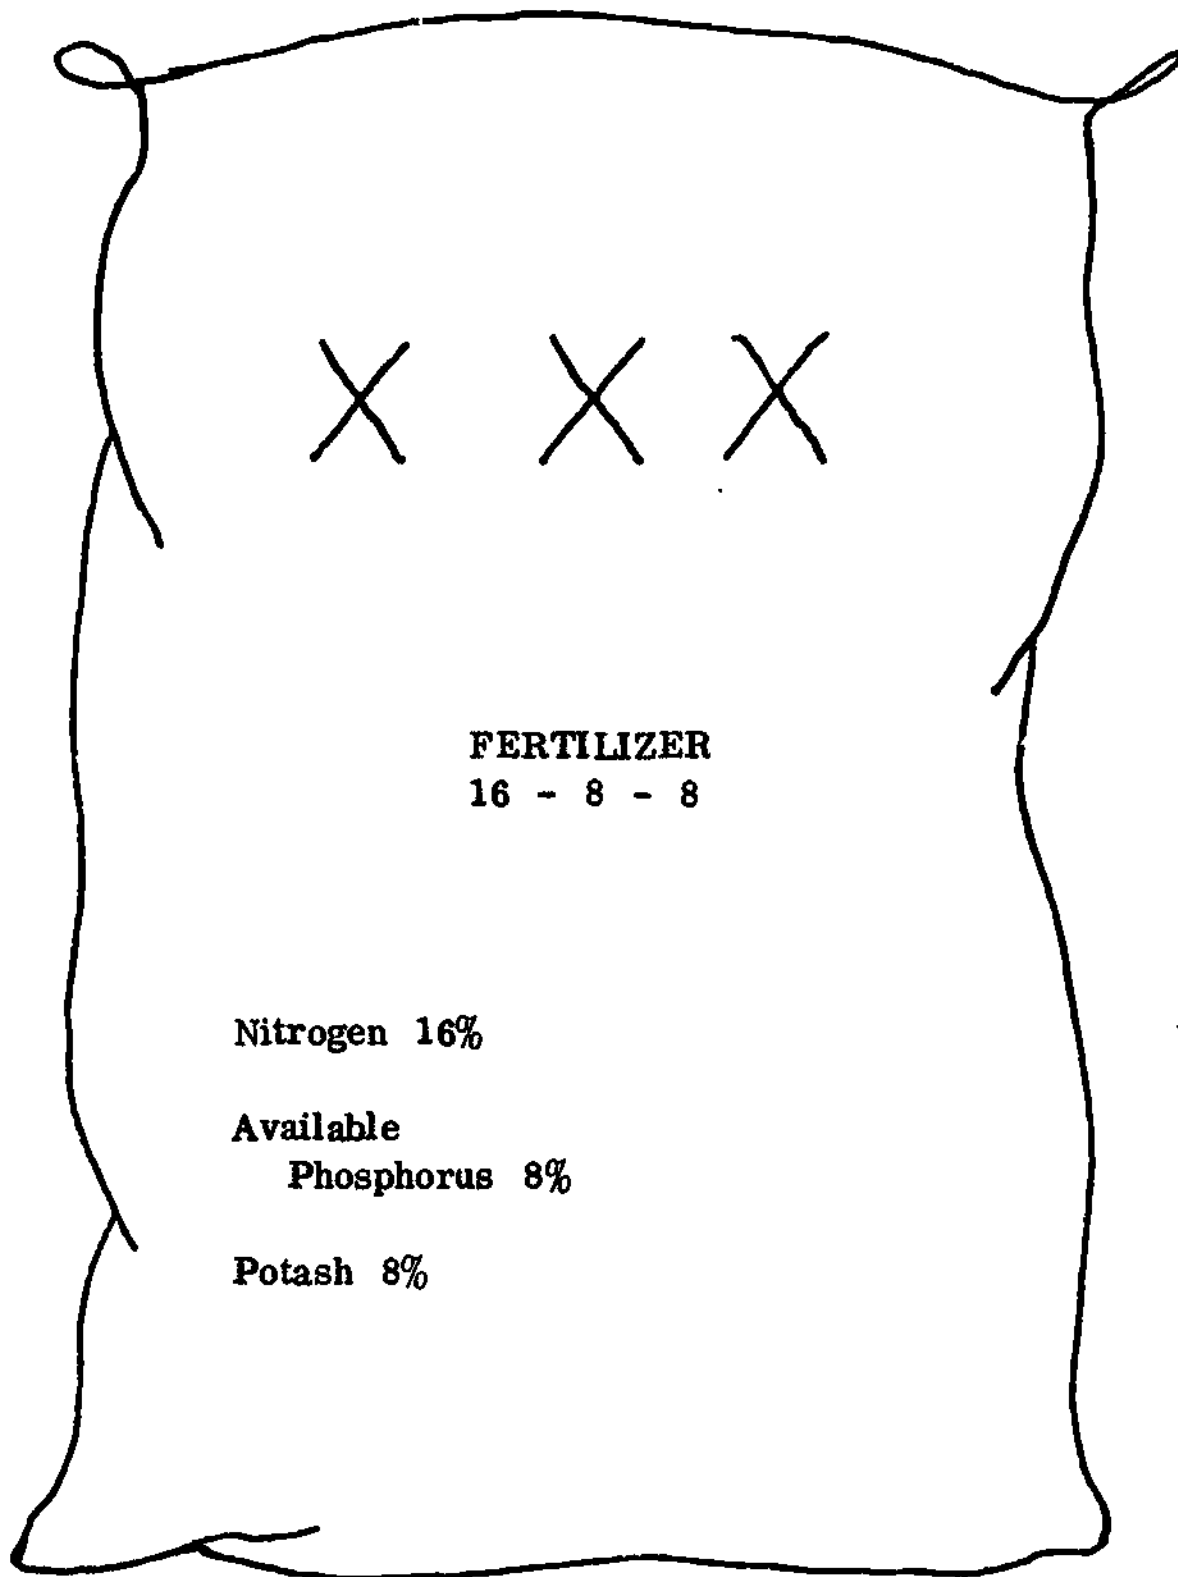 X X X
FERTILIZER
16 - 8 - 8
Nitrogen 16%
Available
Phosphorus 8%
Potash 8%